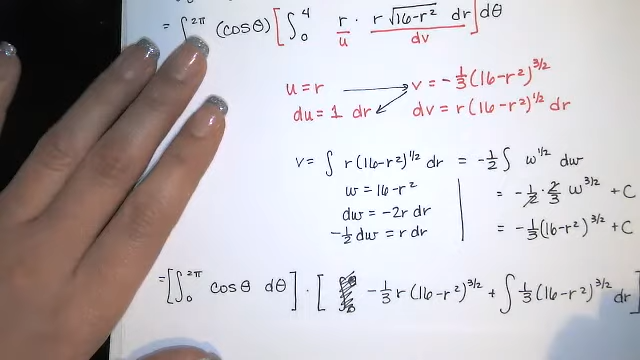 = ∫₀^2π (cosθ) [ ∫₀⁴ r · r √(16-r²) dr ] dθ
u dv
u = r v = -1/3 (16-r²)^3/2
du = 1 dr dv = r(16-r²)^1/2 dr
v = ∫ r(16-r²)^1/2 dr = -1/2 ∫ w^1/2 dw
w = 16-r² = -1/2 · 2/3 w^3/2 + C
dw = -2r dr = -1/3 (16-r²)^3/2 + C
-1/2 dw = r dr
= [ ∫₀^2π cosθ dθ ] · [ -1/3 r (16-r²)^3/2 + ∫ 1/3 (16-r²)^3/2 dr ]